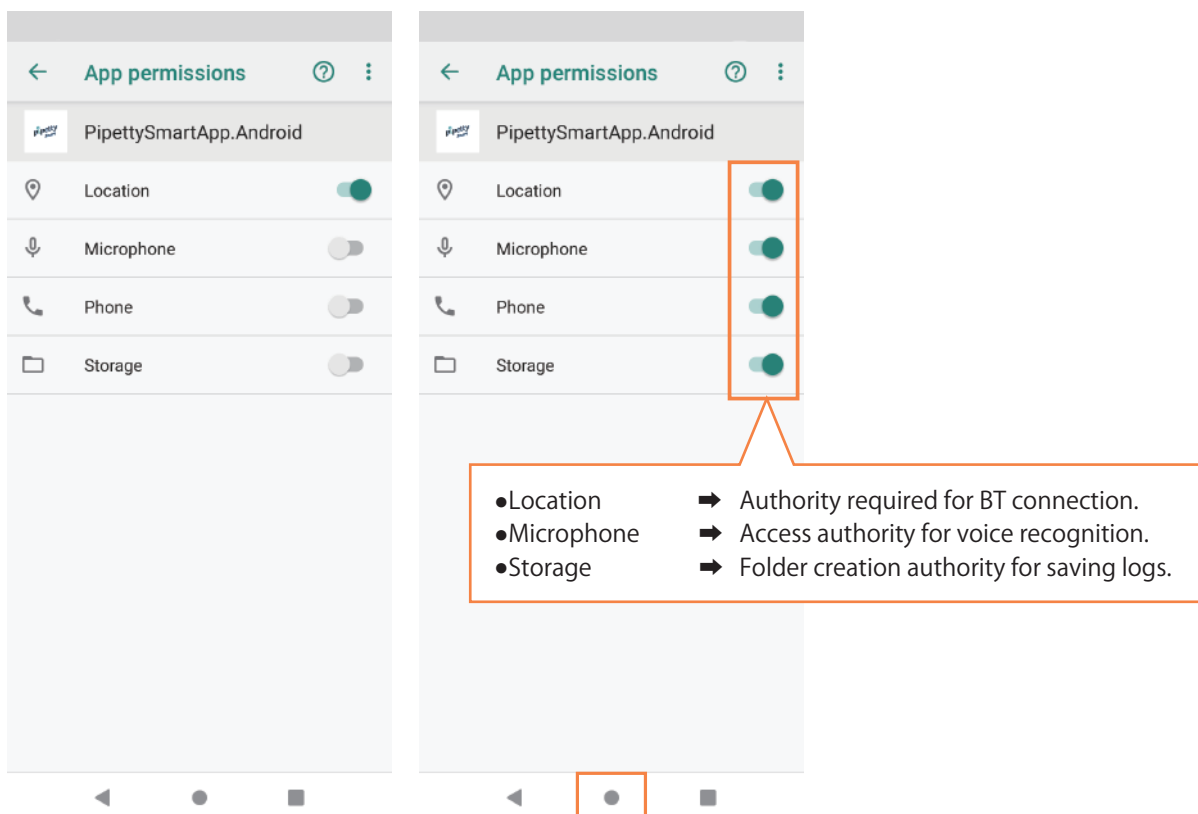 App permissions
PipettySmartApp.Android
Location
Microphone
Phone
Storage
App permissions
PipettySmartApp.Android
Location
Microphone
Phone
Storage
●Location ➡ Authority required for BT connection.
●Microphone ➡ Access authority for voice recognition.
●Storage ➡ Folder creation authority for saving logs.